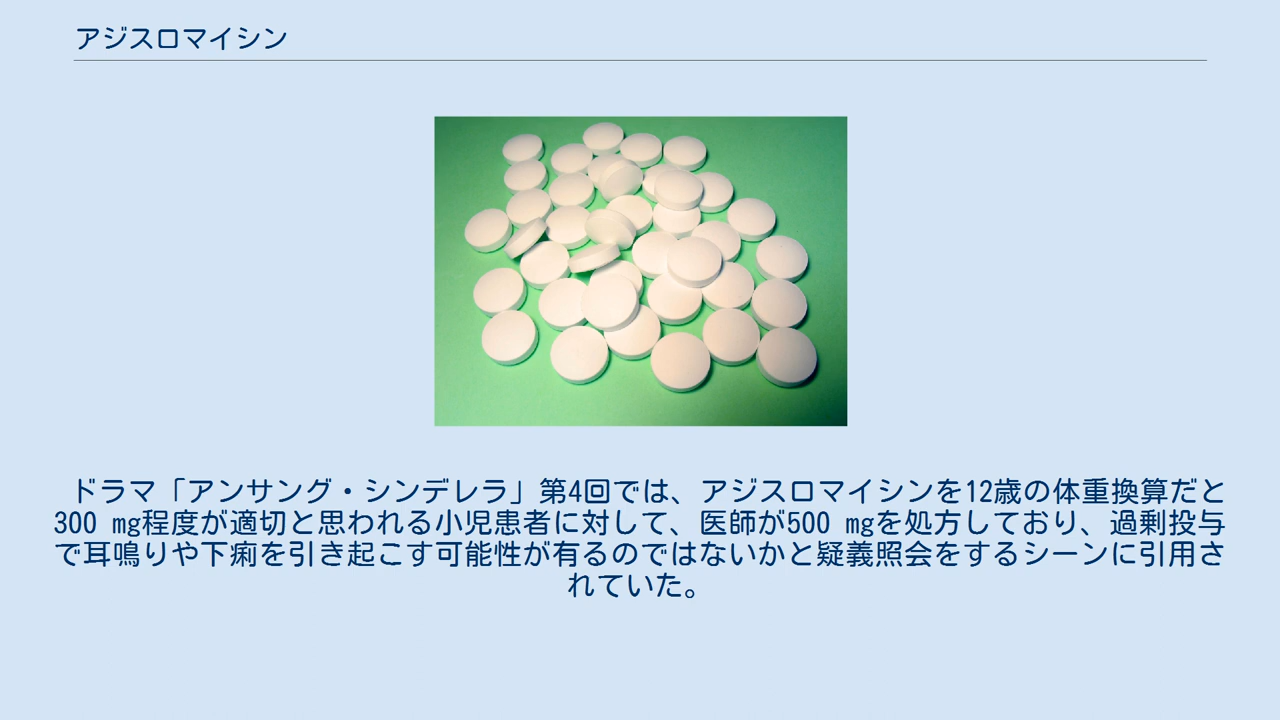 アジスロマイシン
ドラマ「アンサング・シンデレラ」第4回では、アジスロマイシンを12歳の体重換算だと
300 mg程度が適切と思われる小児患者に対して、医師が500 mgを処方しており、過剰投与
で耳鳴りや下痢を引き起こす可能性が有るのではないかと疑義照会をするシーンに引用さ
れていた。